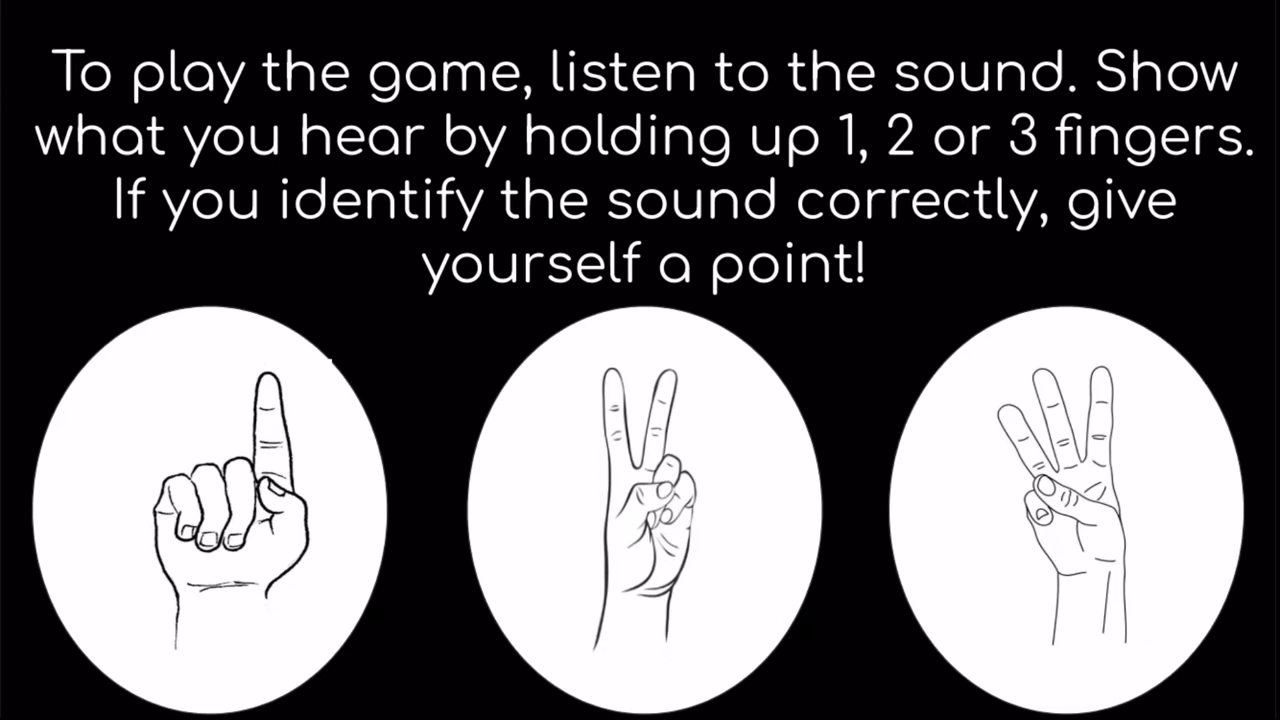 To play the game, listen to the sound. Show
what you hear by holding up 1, 2 or 3 fingers.
If you identify the sound correctly, give
yourself a point!